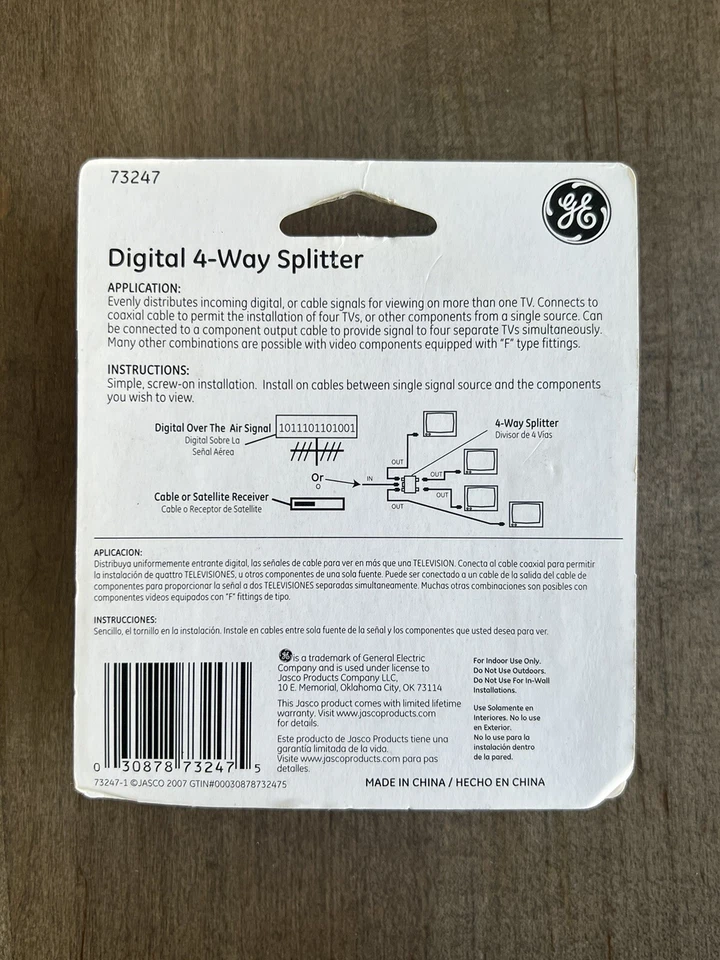 73247
GE
Digital 4-Way Splitter
APPLICATION:
Evenly distributes incoming digital, or cable signals for viewing on more than one TV. Connects to
coaxial cable to permit the installation of four TVs, or other components from a single source. Can
be connected to a component output cable to provide signal to four separate TVs simultaneously.
Many other combinations are possible with video components equipped with "F" type fittings.
INSTRUCTIONS:
Simple, screw-on installation. Install on cables between single signal source and the components
you wish to view.
Digital Over The Air Signal
Digital Sobre La
Señal Aérea
1011101101001
4-Way Splitter
Divisor de 4 Vías
OUT
OUT
Or
O
IN
OUT
OUT
Cable or Satellite Receiver
Cable o Receptor de Satellite
APLICACION:
Distribuya uniformemente entrante digital, las señales de cable para ver en más que una TELEVISION. Conecta al cable coaxial para permitir
la instalación de quattro TELEVISIONES, u otros componentes de una sola fuente. Puede ser conectado a un cable de la salida del cable de
componentes para proporcionar la señal a dos TELEVISIONES separadas simultaneamente. Muchas otras combinaciones son posibles con
componentes videos equipados con "F" fittings de tipo.
INSTRUCCIONES:
Sencillo, el tornillo en la instalación. Instale en cables entre sola fuente de la señal y los componentes que usted desea para ver.
0 30878 73247 5
73247-1 ©JASCO 2007 GTIN#00030878732475
GE is a trademark of General Electric
Company and is used under license to
Jasco Products Company LLC,
10 E. Memorial, Oklahoma City, OK 73114
This Jasco product comes with limited lifetime
warranty. Visit www.jascoproducts.com
for details.
Este producto de Jasco Products tiene una
garantía limitada de la vida.
Visite www.jascoproducts.com para pas
detalles.
For Indoor Use Only.
Do Not Use Outdoors.
Do Not Use For In-Wall
Installations.
Use Solamente en
Interiores. No lo use
en Exterior.
No lo use para la
instalación dentro
de la pared.
MADE IN CHINA / HECHO EN CHINA